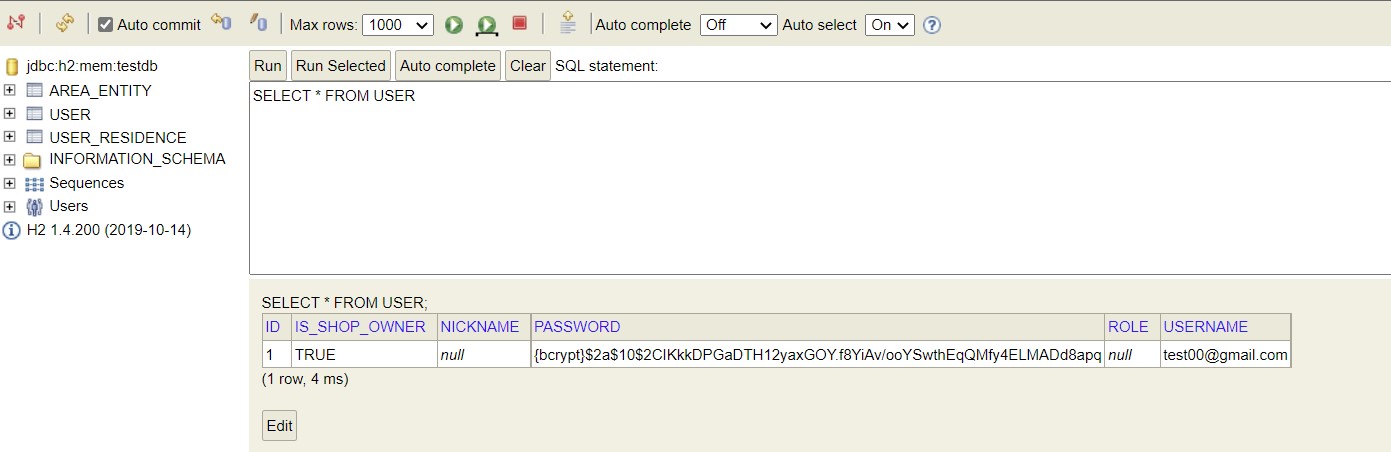 Auto commit Max rows: 1000 Auto complete Off Auto select On
jdbc:h2:mem:testdb
AREA_ENTITY
USER
USER_RESIDENCE
INFORMATION_SCHEMA
Sequences
Users
H2 1.4.200 (2019-10-14)
Run Run Selected Auto complete Clear SQL statement:
SELECT * FROM USER
SELECT * FROM USER;
ID IS_SHOP_OWNER NICKNAME PASSWORD ROLE USERNAME
1 TRUE null {bcrypt}$2a$10$2CIKkkDPGaDTH12yaxGOY.f8YiAv/ooYSwthEqQMfy4ELMADd8apq null test00@gmail.com
(1 row, 4 ms)
Edit